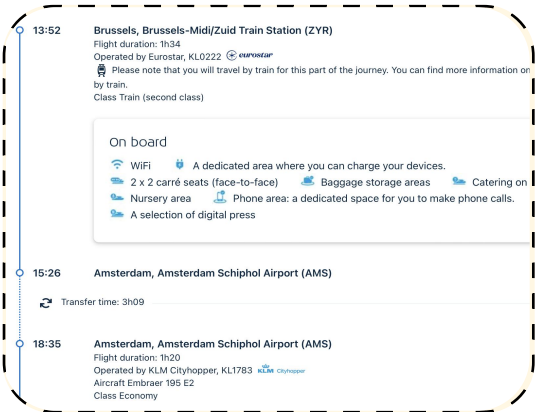 13:52 Brussels, Brussels-Midi/Zuid Train Station (ZYR)
Flight duration: 1h34
Operated by Eurostar, KL0222 eurostar
Please note that you will travel by train for this part of the journey. You can find more information on
by train.
Class Train (second class)
On board
WiFi A dedicated area where you can charge your devices.
2 x 2 carré seats (face-to-face) Baggage storage areas Catering on
Nursery area Phone area: a dedicated space for you to make phone calls.
A selection of digital press
15:26 Amsterdam, Amsterdam Schiphol Airport (AMS)
Transfer time: 3h09
18:35 Amsterdam, Amsterdam Schiphol Airport (AMS)
Flight duration: 1h20
Operated by KLM Cityhopper, KL1783 KLM Cityhopper
Aircraft Embraer 195 E2
Class Economy